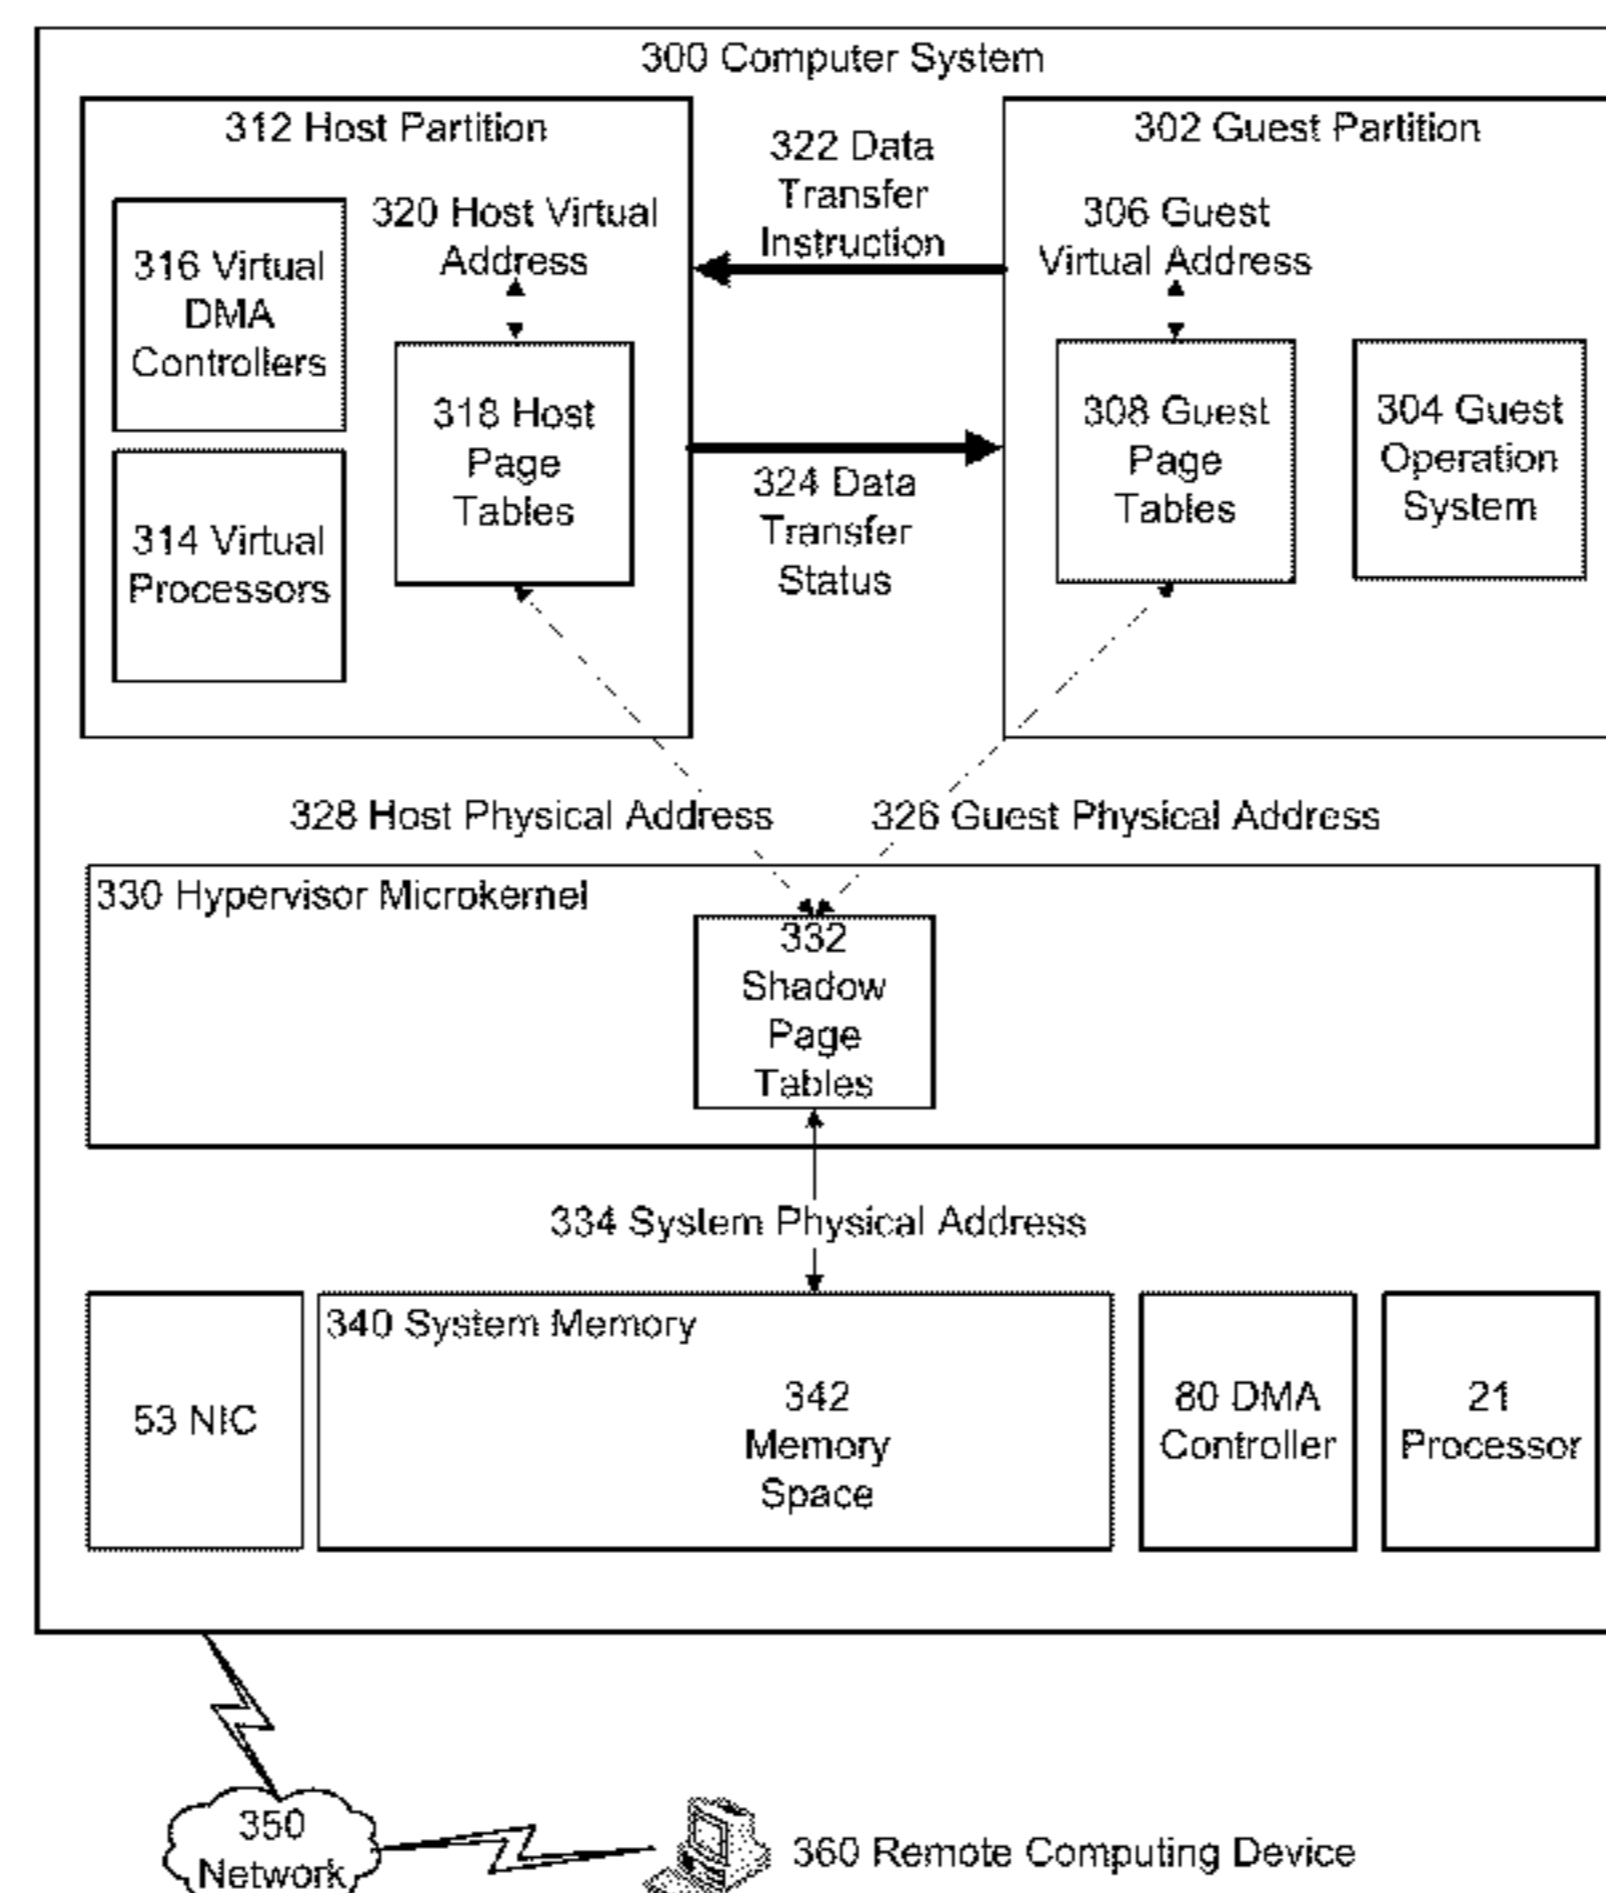 300 Computer System
312 Host Partition
302 Guest Partition
322 Data
Transfer
Instruction
320 Host Virtual
Address
306 Guest
Virtual Address
316 Virtual
DMA
Controllers
318 Host
Page
Tables
308 Guest
Page
Tables
304 Guest
Operation
System
324 Data
Transfer
Status
314 Virtual
Processors
328 Host Physical Address
326 Guest Physical Address
330 Hypervisor Microkernel
332
Shadow
Page
Tables
334 System Physical Address
340 System Memory
53 NIC
342
Memory
Space
80 DMA
Controller
21
Processor
350
Network
360 Remote Computing Device